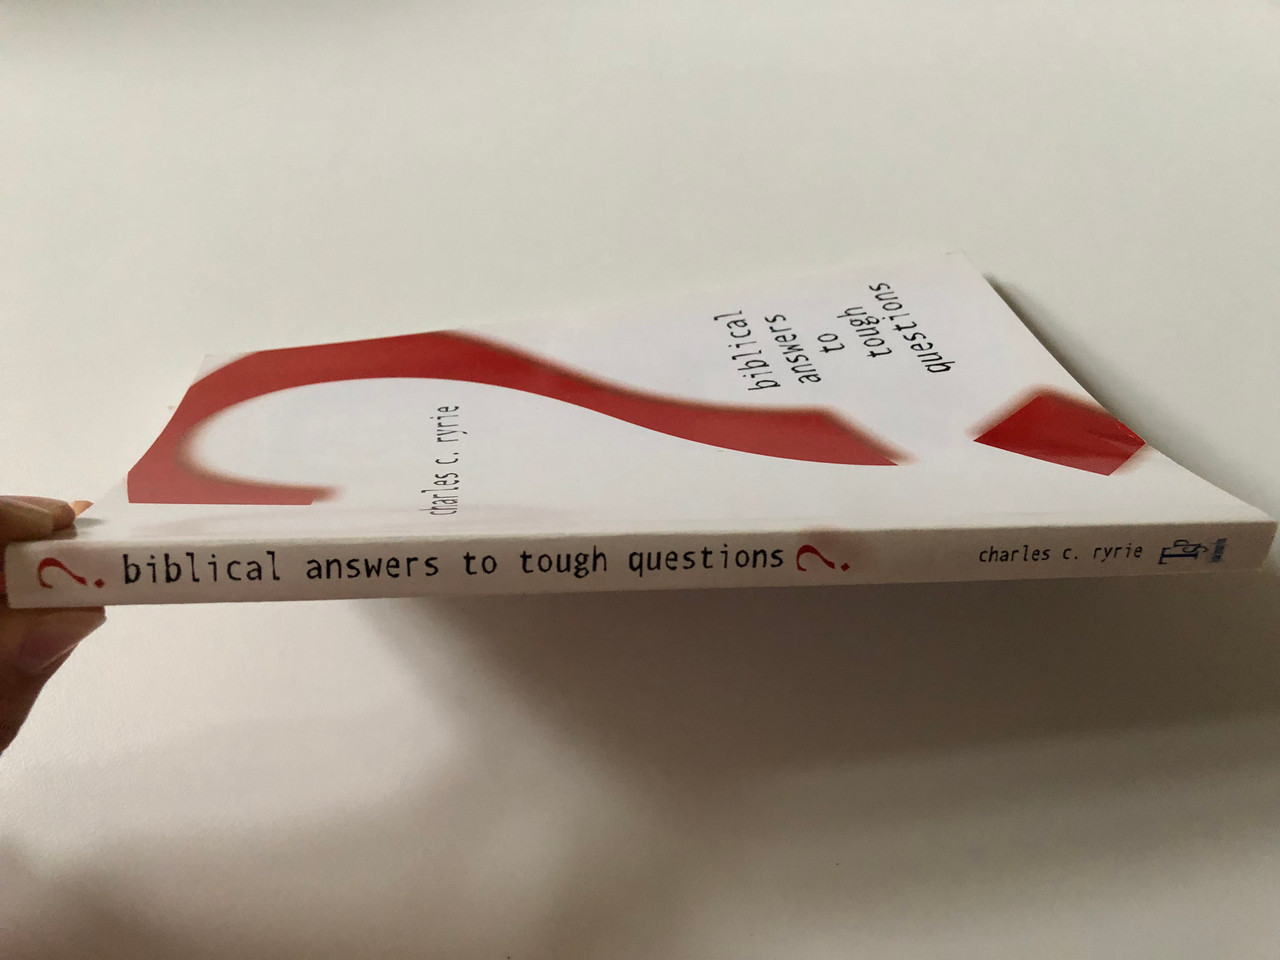 charles c. ryrie
biblical
answers
to
tough
questions
? biblical answers to tough questions ? charles c. ryrie